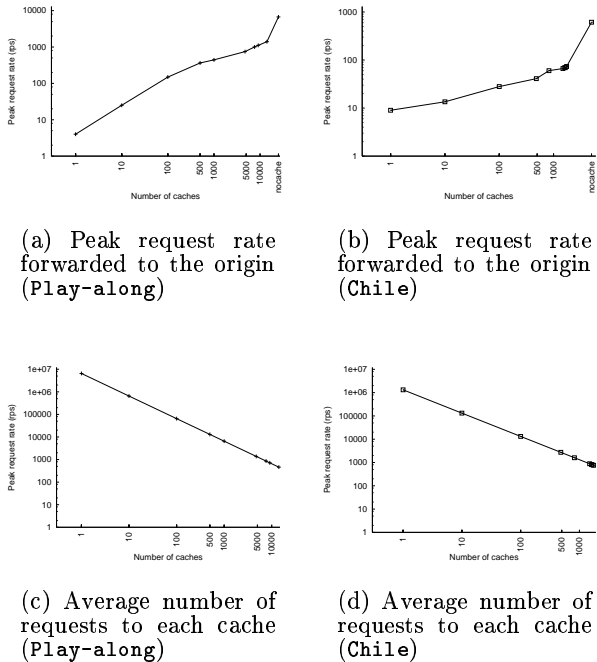 10000
1000
100
10
1
Peak request rate (rps)
1
10
100
500
1000
5000
10000
nocache
Number of caches
(a) Peak request rate
forwarded to the origin
(Play-along)
1000
100
10
1
Peak request rate (rps)
1
10
100
500
1000
nocache
Number of caches
(b) Peak request rate
forwarded to the origin
(Chile)
1e+07
1e+06
100000
10000
1000
100
10
1
Peak request rate (rps)
1
10
100
500
1000
5000
10000
Number of caches
(c) Average number of
requests to each cache
(Play-along)
1e+07
1e+06
100000
10000
1000
100
10
1
Peak request rate (rps)
1
10
100
500
1000
Number of caches
(d) Average number of
requests to each cache
(Chile)